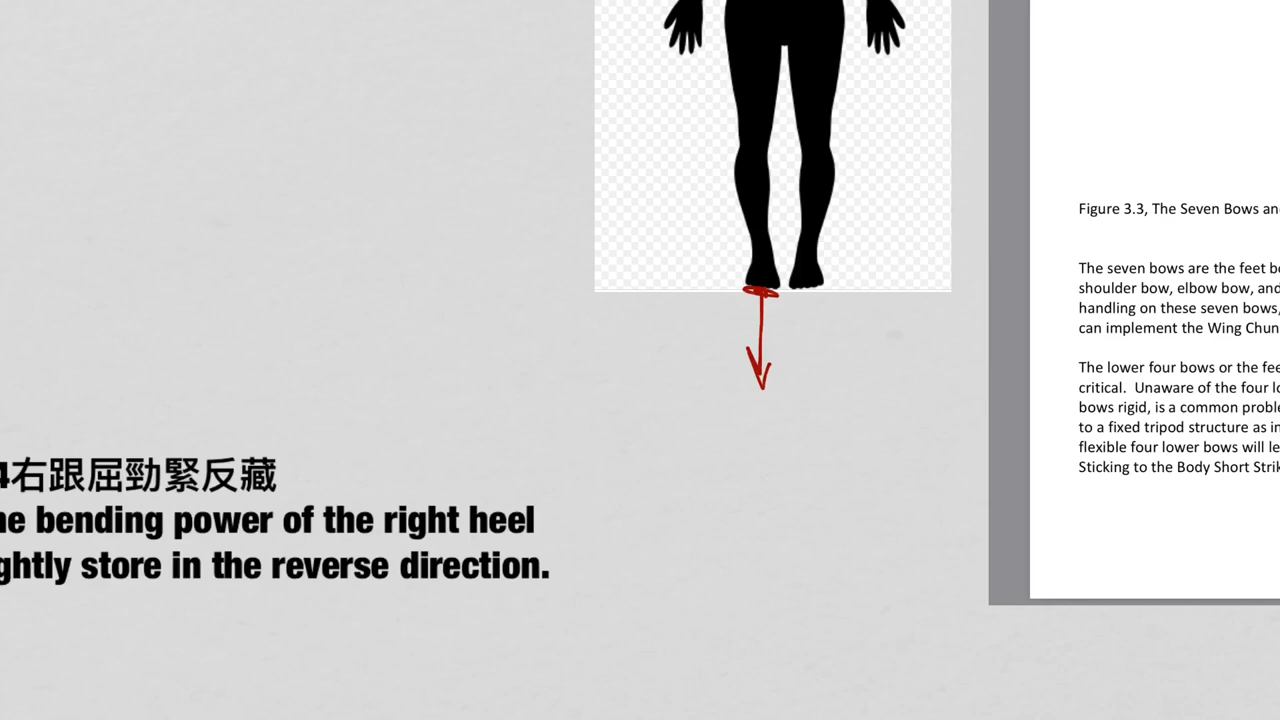 4右跟屈勁緊反藏
he bending power of the right heel
ghtly store in the reverse direction.
Figure 3.3, The Seven Bows an
The seven bows are the feet b
shoulder bow, elbow bow, and
handling on these seven bows,
can implement the Wing Chun
The lower four bows or the fee
critical.  Unaware of the four lo
bows rigid, is a common proble
to a fixed tripod structure as in
flexible four lower bows will le
Sticking to the Body Short Strik